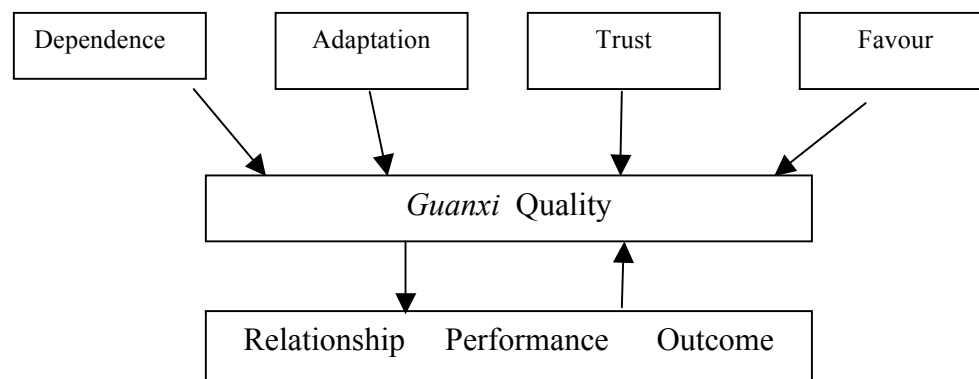 Dependence
Adaptation
Trust
Favour
Guanxi Quality
Relationship Performance Outcome